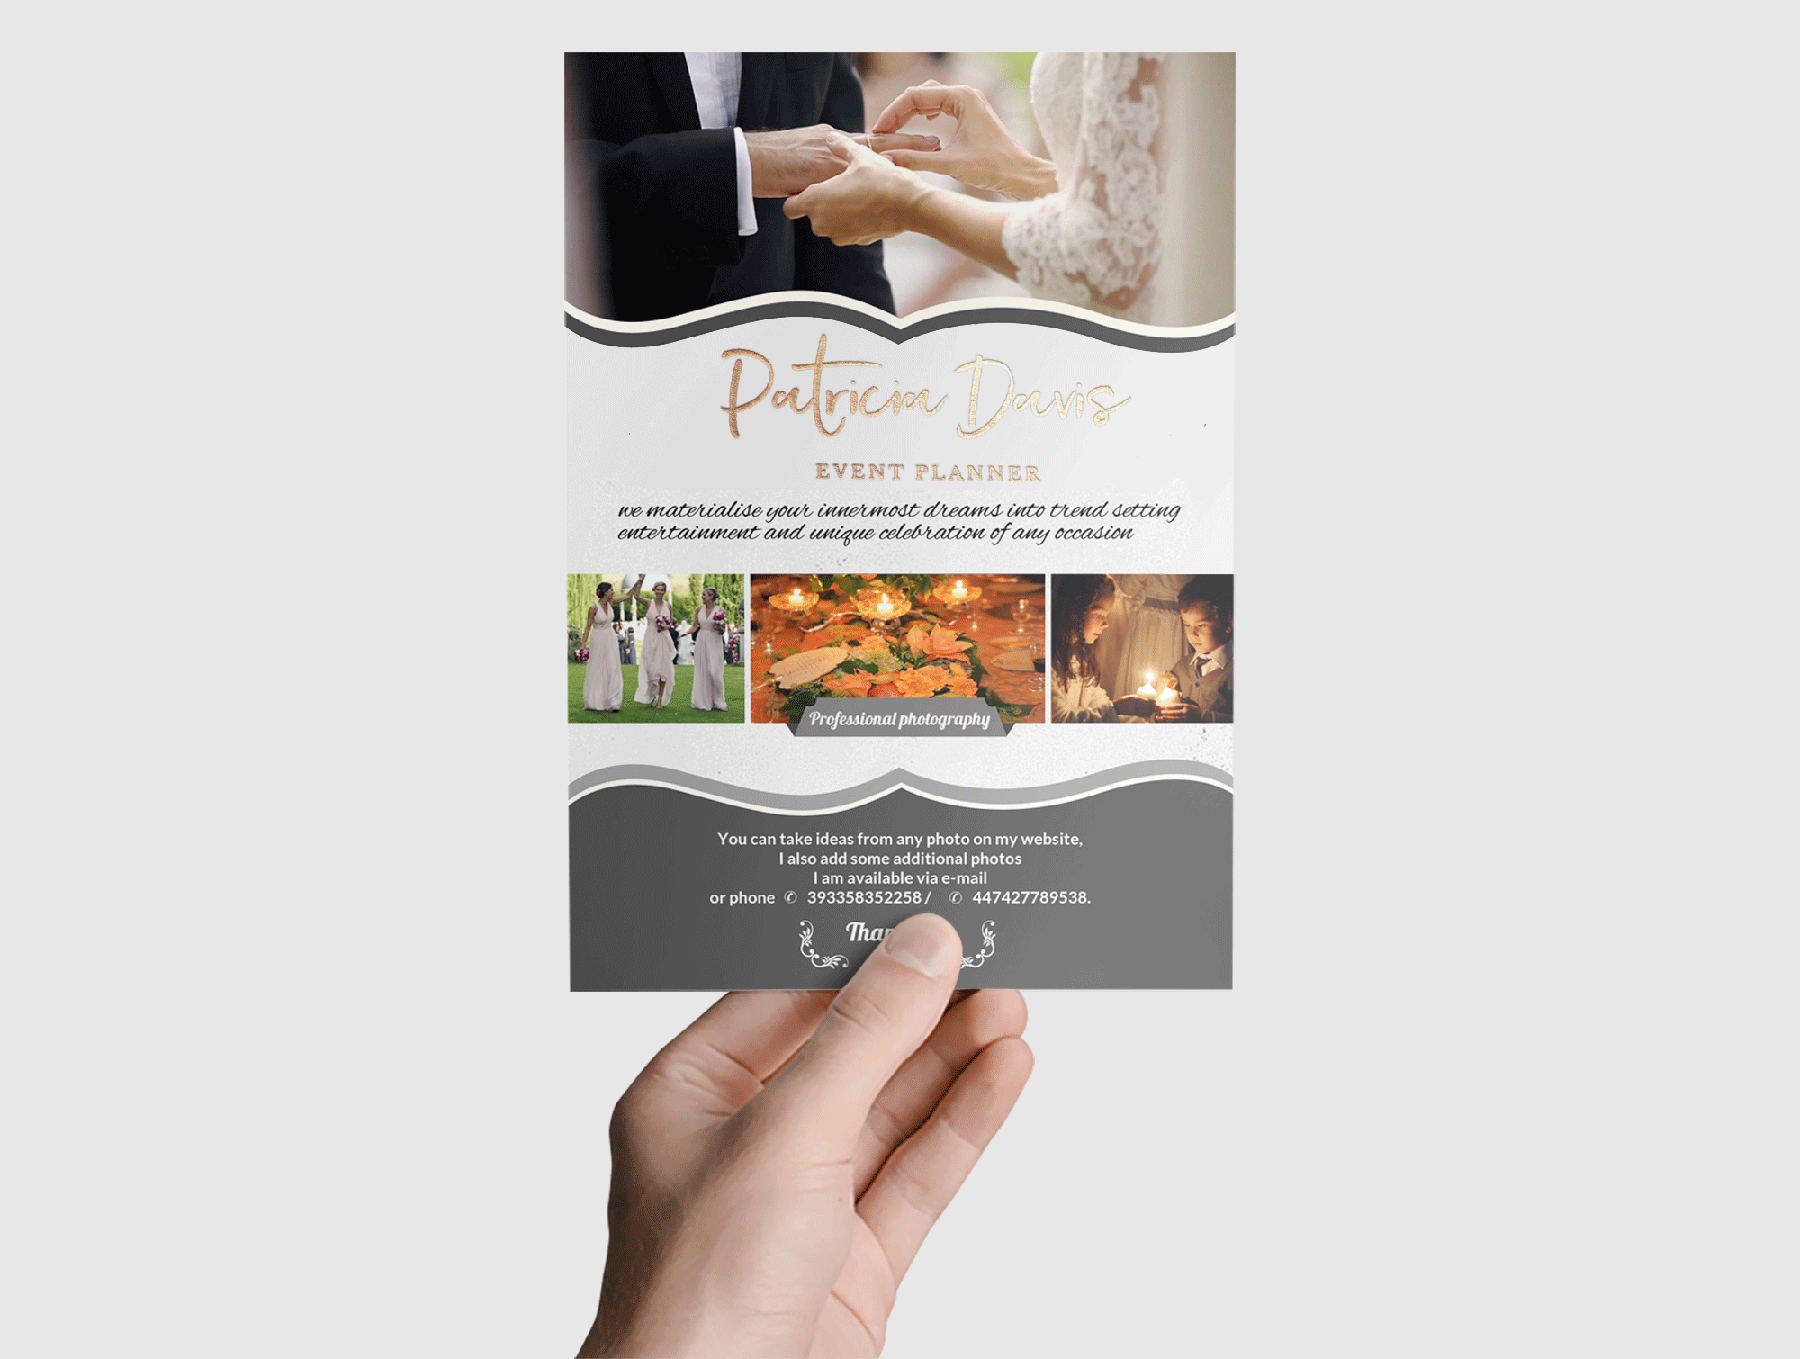 Patricia Davis
EVENT PLANNER
we materialise your innermost dreams into trend setting
entertainment and unique celebration of any occasion
Professional photography
You can take ideas from any photo on my website,
I also add some additional photos
I am available via e-mail
or phone ✆ 393358352258 / ✆ 447427789538.